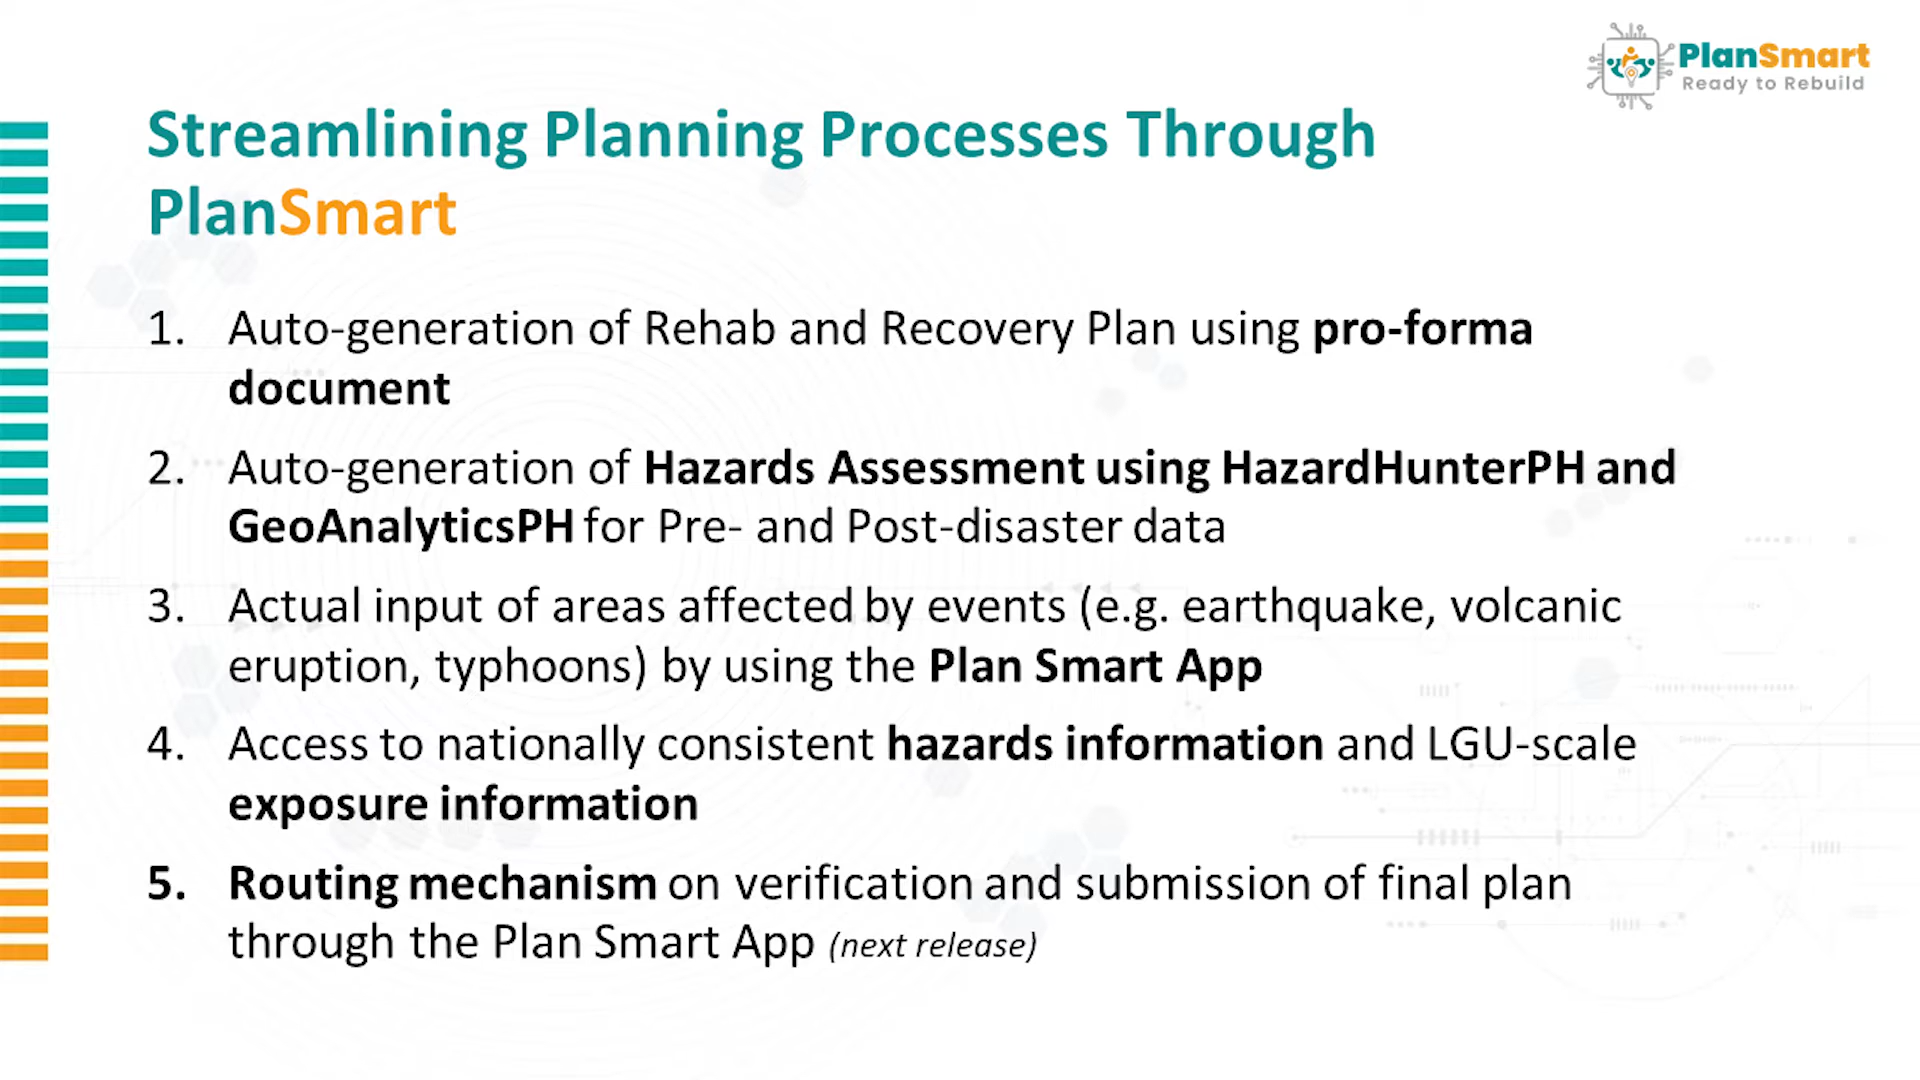 PlanSmart
Ready to Rebuild
Streamlining Planning Processes Through
PlanSmart
1. Auto-generation of Rehab and Recovery Plan using pro-forma
document
2. Auto-generation of Hazards Assessment using HazardHunterPH and
GeoAnalyticsPH for Pre- and Post-disaster data
3. Actual input of areas affected by events (e.g. earthquake, volcanic
eruption, typhoons) by using the Plan Smart App
4. Access to nationally consistent hazards information and LGU-scale
exposure information
5. Routing mechanism on verification and submission of final plan
through the Plan Smart App (next release)